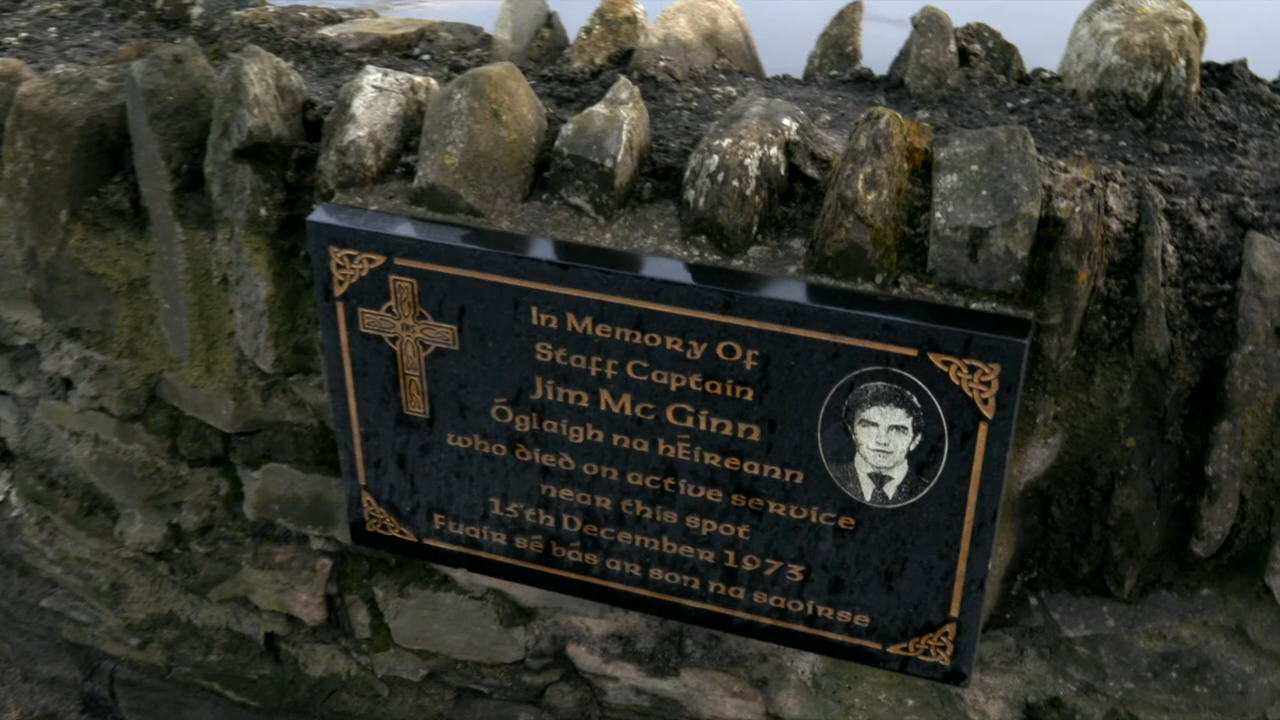 In Memory Of
Staff Captain
Jim Mc Ginn
Óglaigh na hÉireann
who died on active service
near this spot
15th December 1973
Fuair sé bás ar son na saoirse